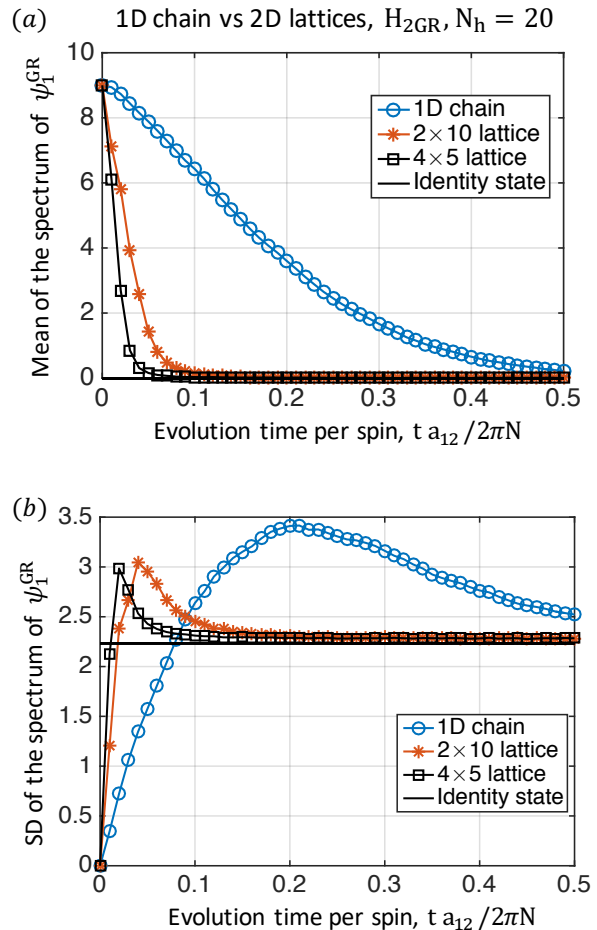 (a) 1D chain vs 2D lattices, H₂GR, Nₕ = 20
Mean of the spectrum of ψ₁ᴳᴿ
10
8
6
4
2
0
1D chain
2×10 lattice
4×5 lattice
Identity state
0 0.1 0.2 0.3 0.4 0.5
Evolution time per spin, t a₁₂/2πN
(b)
SD of the spectrum of ψ₁ᴳᴿ
3.5
3
2.5
2
1.5
1
0.5
0
1D chain
2×10 lattice
4×5 lattice
Identity state
0 0.1 0.2 0.3 0.4 0.5
Evolution time per spin, t a₁₂/2πN